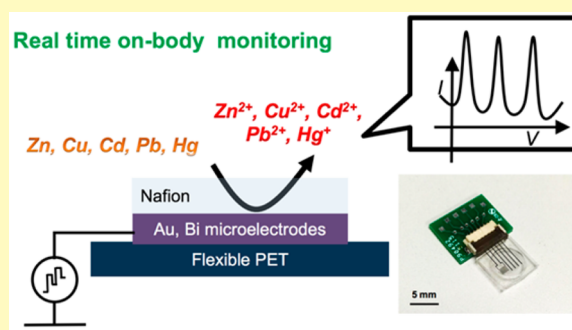 Real time on-body monitoring
Zn, Cu, Cd, Pb, Hg
Zn²⁺, Cu²⁺, Cd²⁺,
Pb²⁺, Hg⁺
I
V
Nafion
Au, Bi microelectrodes
Flexible PET
5 mm